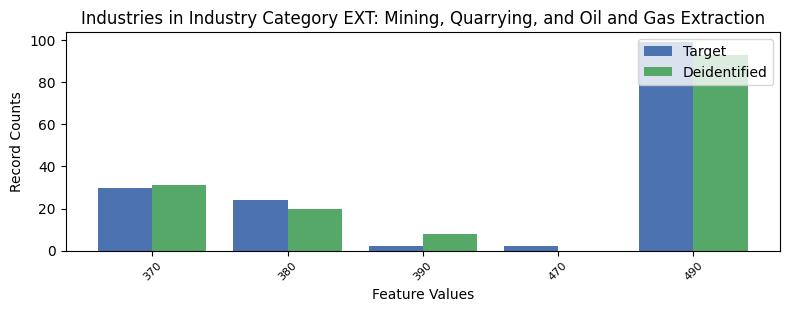 Industries in Industry Category EXT: Mining, Quarrying, and Oil and Gas Extraction
Target
Deidentified
Record Counts
100
80
60
40
20
0
370
380
390
470
490
Feature Values